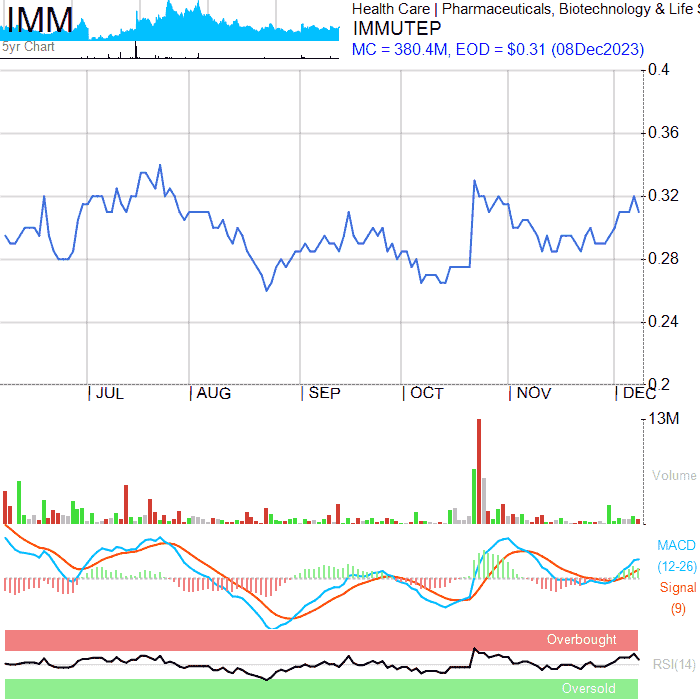 IMM
5yr Chart
Health Care | Pharmaceuticals, Biotechnology & Life S
IMMUTEP
MC = 380.4M, EOD = $0.31 (08Dec2023)
0.4
0.36
0.32
0.28
0.24
0.2
JUL AUG SEP OCT NOV DEC
13M
Volume
MACD
(12-26)
Signal
(9)
Overbought
RSI(14)
Oversold